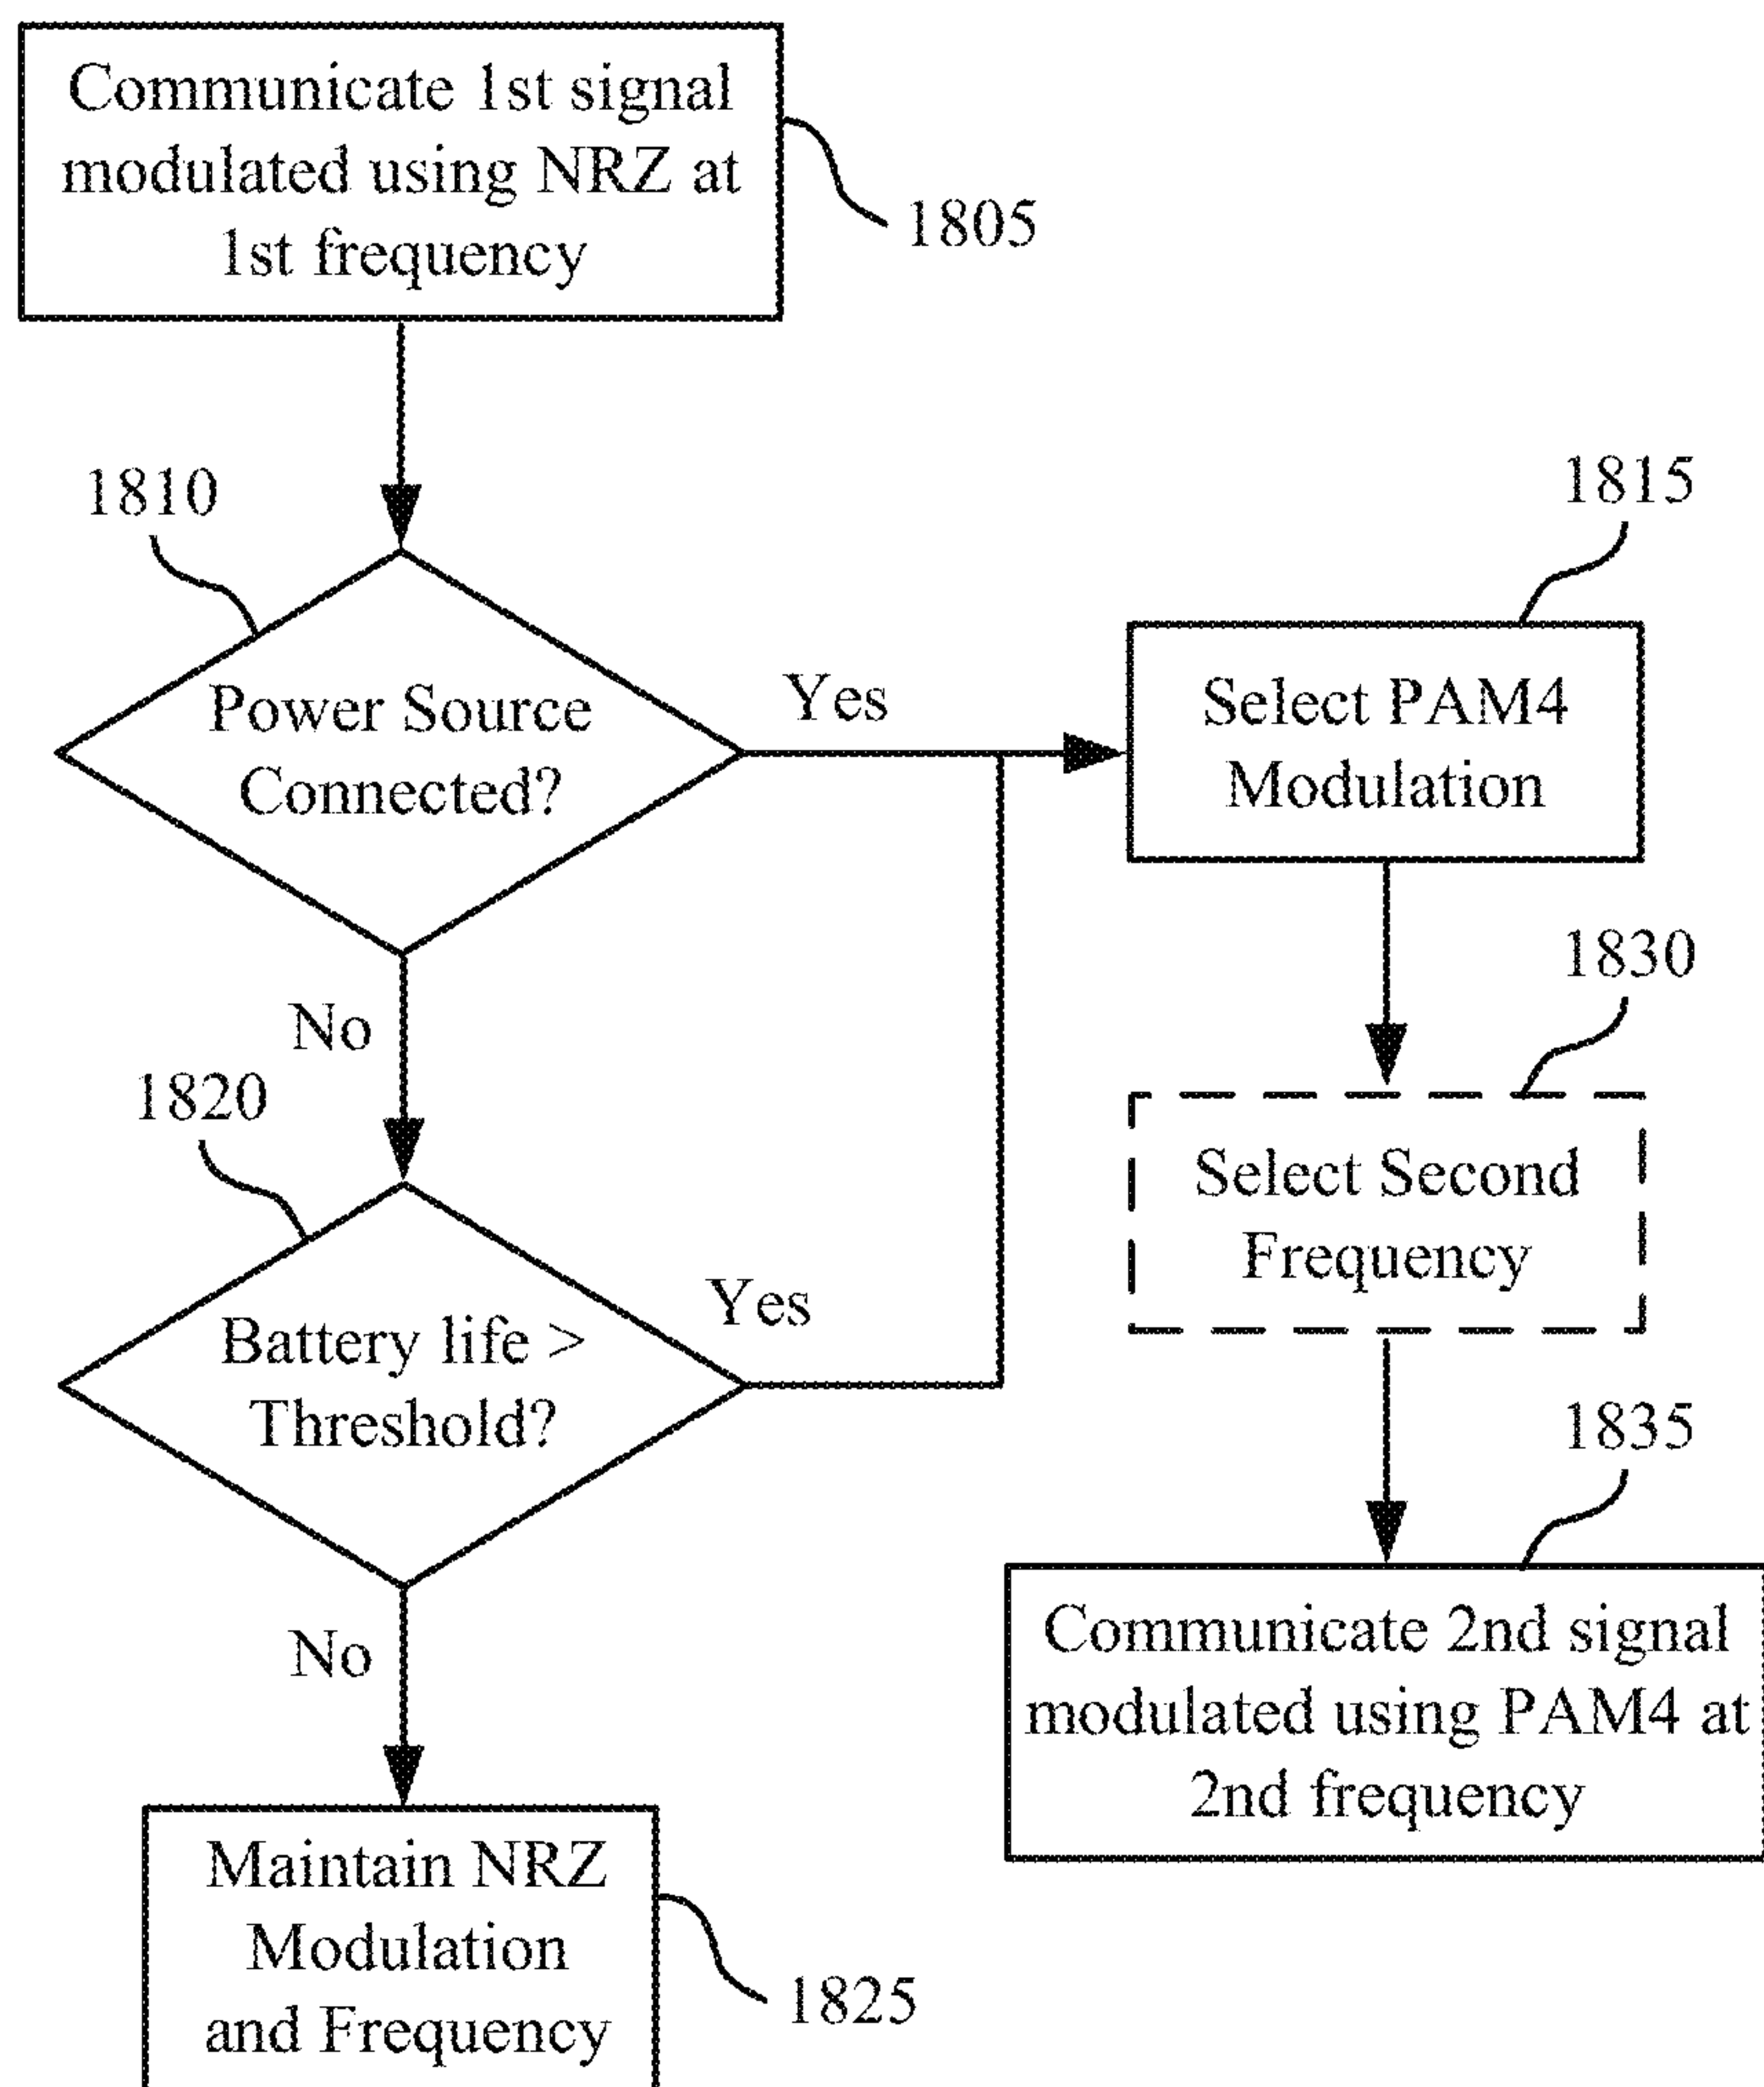 Communicate 1st signal
modulated using NRZ at
1st frequency
1805
1810
Power Source
Connected?
Yes
No
1815
Select PAM4
Modulation
1820
Battery life >
Threshold?
Yes
No
1830
Select Second
Frequency
1835
Communicate 2nd signal
modulated using PAM4 at
2nd frequency
Maintain NRZ
Modulation
and Frequency
1825